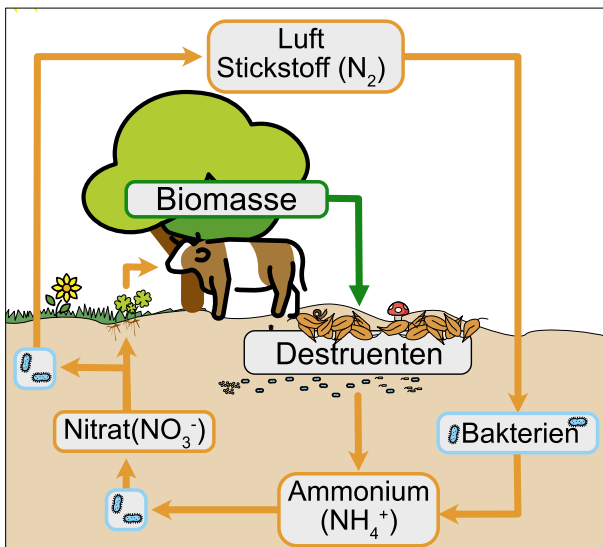 Luft
Stickstoff (N₂)
Biomasse
Destruenten
Nitrat(NO₃⁻)
Bakterien
Ammonium
(NH₄⁺)